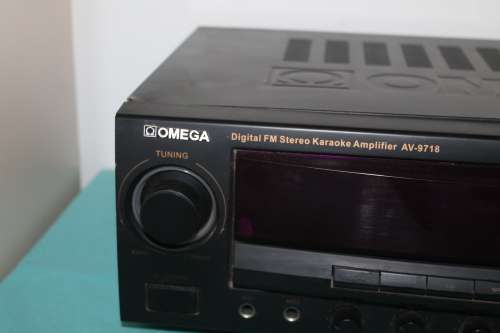 OMEGA
Digital FM Stereo Karaoke Amplifier AV-9718
TUNING